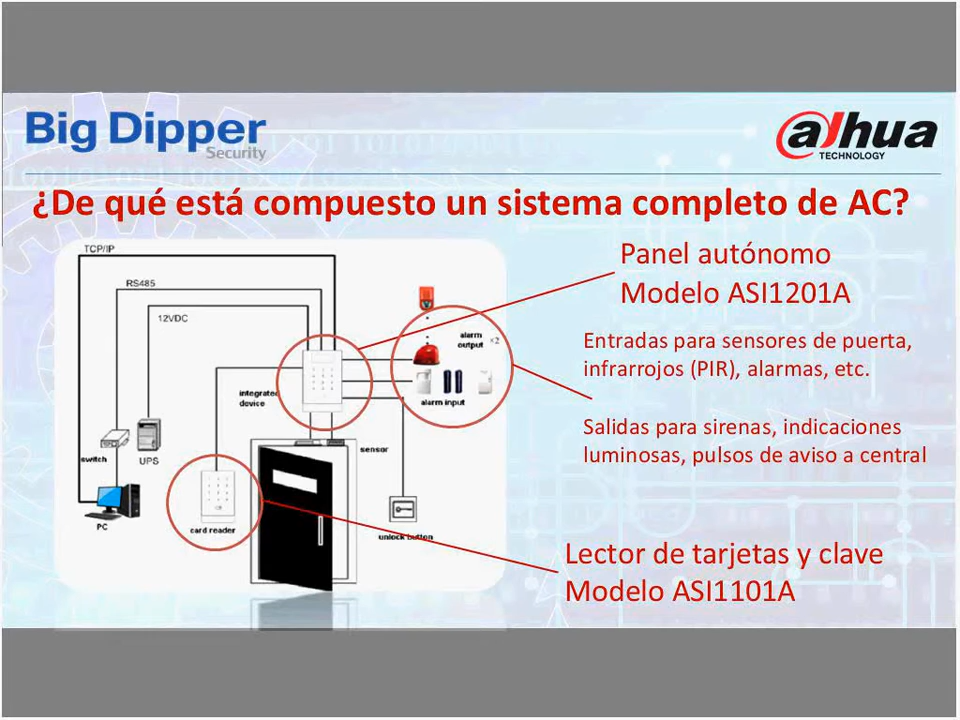 Big Dipper
Security
alhua
TECHNOLOGY
¿De qué está compuesto un sistema completo de AC?
TCP/IP
RS485
12VDC
switch
UPS
PC
integrated
device
card reader
sensor
alarm
output
×2
alarm input
unlock button
Panel autónomo
Modelo ASI1201A
Entradas para sensores de puerta,
infrarrojos (PIR), alarmas, etc.
Salidas para sirenas, indicaciones
luminosas, pulsos de aviso a central
Lector de tarjetas y clave
Modelo ASI1101A